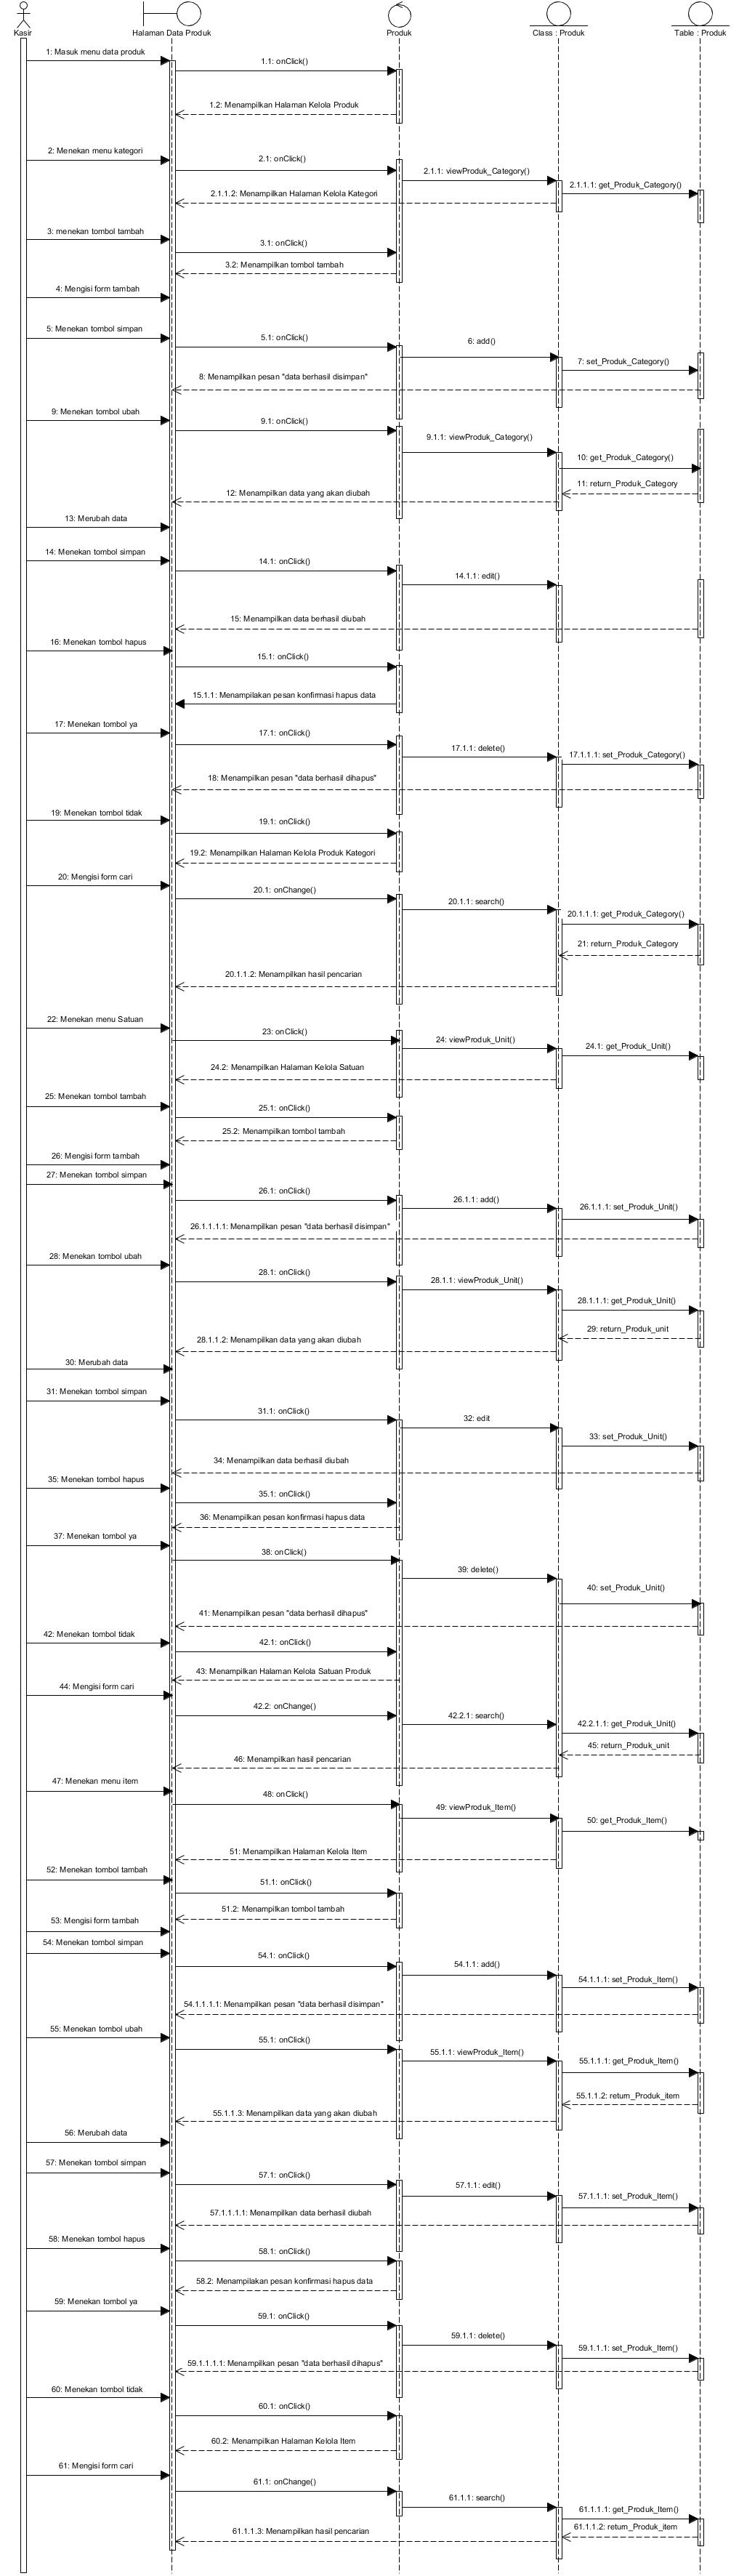 Kasir
Halaman Data Produk
Produk
Class : Produk
Table : Produk
1: Masuk menu data produk
1.1: onClick()
1.2: Menampilkan Halaman Kelola Produk
2: Menekan menu kategori
2.1: onClick()
2.1.1: viewProduk_Category()
2.1.1.1: get_Produk_Category()
2.1.1.2: Menampilkan Halaman Kelola Kategori
3: menekan tombol tambah
3.1: onClick()
3.2: Menampilkan tombol tambah
4: Mengisi form tambah
5: Menekan tombol simpan
5.1: onClick()
6: add()
7: set_Produk_Category()
8: Menampilkan pesan "data berhasil disimpan"
9: Menekan tombol ubah
9.1: onClick()
9.1.1: viewProduk_Category()
10: get_Produk_Category()
11: return_Produk_Category
12: Menampilkan data yang akan diubah
13: Merubah data
14: Menekan tombol simpan
14.1: onClick()
14.1.1: edit()
15: Menampilkan data berhasil diubah
16: Menekan tombol hapus
15.1: onClick()
15.1.1: Menampilakan pesan konfirmasi hapus data
17: Menekan tombol ya
17.1: onClick()
17.1.1: delete()
17.1.1.1: set_Produk_Category()
18: Menampilkan pesan "data berhasil dihapus"
19: Menekan tombol tidak
19.1: onClick()
19.2: Menampilkan Halaman Kelola Produk Kategori
20: Mengisi form cari
20.1: onChange()
20.1.1: search()
20.1.1.1: get_Produk_Category()
21: return_Produk_Category
20.1.1.2: Menampilkan hasil pencarian
22: Menekan menu Satuan
23: onClick()
24: viewProduk_Unit()
24.1: get_Produk_Unit()
24.2: Menampilkan Halaman Kelola Satuan
25: Menekan tombol tambah
25.1: onClick()
25.2: Menampilkan tombol tambah
26: Mengisi form tambah
27: Menekan tombol simpan
26.1: onClick()
26.1.1: add()
26.1.1.1: set_Produk_Unit()
26.1.1.1.1: Menampilkan pesan "data berhasil disimpan"
28: Menekan tombol ubah
28.1: onClick()
28.1.1: viewProduk_Unit()
28.1.1.1: get_Produk_Unit()
29: return_Produk_unit
28.1.1.2: Menampilkan data yang akan diubah
30: Merubah data
31: Menekan tombol simpan
31.1: onClick()
32: edit
33: set_Produk_Unit()
34: Menampilkan data berhasil diubah
35: Menekan tombol hapus
35.1: onClick()
36: Menampilkan pesan konfirmasi hapus data
37: Menekan tombol ya
38: onClick()
39: delete()
40: set_Produk_Unit()
41: Menampilkan pesan "data berhasil dihapus"
42: Menekan tombol tidak
42.1: onClick()
43: Menampilkan Halaman Kelola Satuan Produk
44: Mengisi form cari
42.2: onChange()
42.2.1: search()
42.2.1.1: get_Produk_Unit()
45: return_Produk_unit
46: Menampilkan hasil pencarian
47: Menekan menu item
48: onClick()
49: viewProduk_Item()
50: get_Produk_Item()
51: Menampilkan Halaman Kelola Item
52: Menekan tombol tambah
51.1: onClick()
51.2: Menampilkan tombol tambah
53: Mengisi form tambah
54: Menekan tombol simpan
54.1: onClick()
54.1.1: add()
54.1.1.1: set_Produk_Item()
54.1.1.1.1: Menampilkan pesan "data berhasil disimpan"
55: Menekan tombol ubah
55.1: onClick()
55.1.1: viewProduk_Item()
55.1.1.1: get_Produk_Item()
55.1.1.2: return_Produk_item
55.1.1.3: Menampilkan data yang akan diubah
56: Merubah data
57: Menekan tombol simpan
57.1: onClick()
57.1.1: edit()
57.1.1.1: set_Produk_Item()
57.1.1.1.1: Menampilkan data berhasil diubah
58: Menekan tombol hapus
58.1: onClick()
58.2: Menampilakan pesan konfirmasi hapus data
59: Menekan tombol ya
59.1: onClick()
59.1.1: delete()
59.1.1.1: set_Produk_Item()
59.1.1.1.1: Menampilkan pesan "data berhasil dihapus"
60: Menekan tombol tidak
60.1: onClick()
60.2: Menampilkan Halaman Kelola Item
61: Mengisi form cari
61.1: onChange()
61.1.1: search()
61.1.1.1: get_Produk_Item()
61.1.1.2: return_Produk_item
61.1.1.3: Menampilkan hasil pencarian